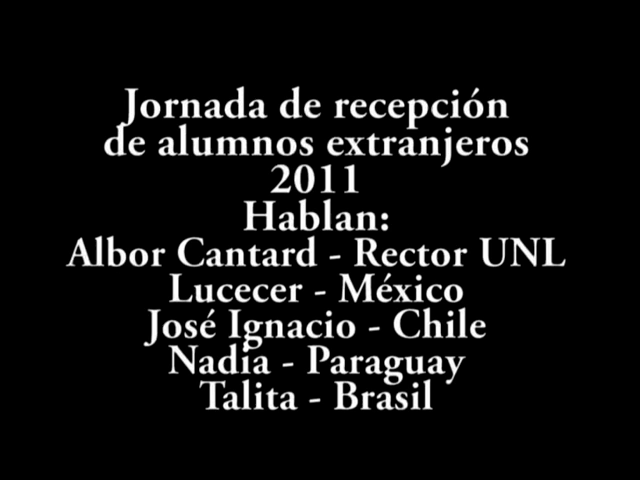 Jornada de recepción
de alumnos extranjeros
2011
Hablan:
Albor Cantard - Rector UNL
Lucecer - México
José Ignacio - Chile
Nadia - Paraguay
Talita - Brasil